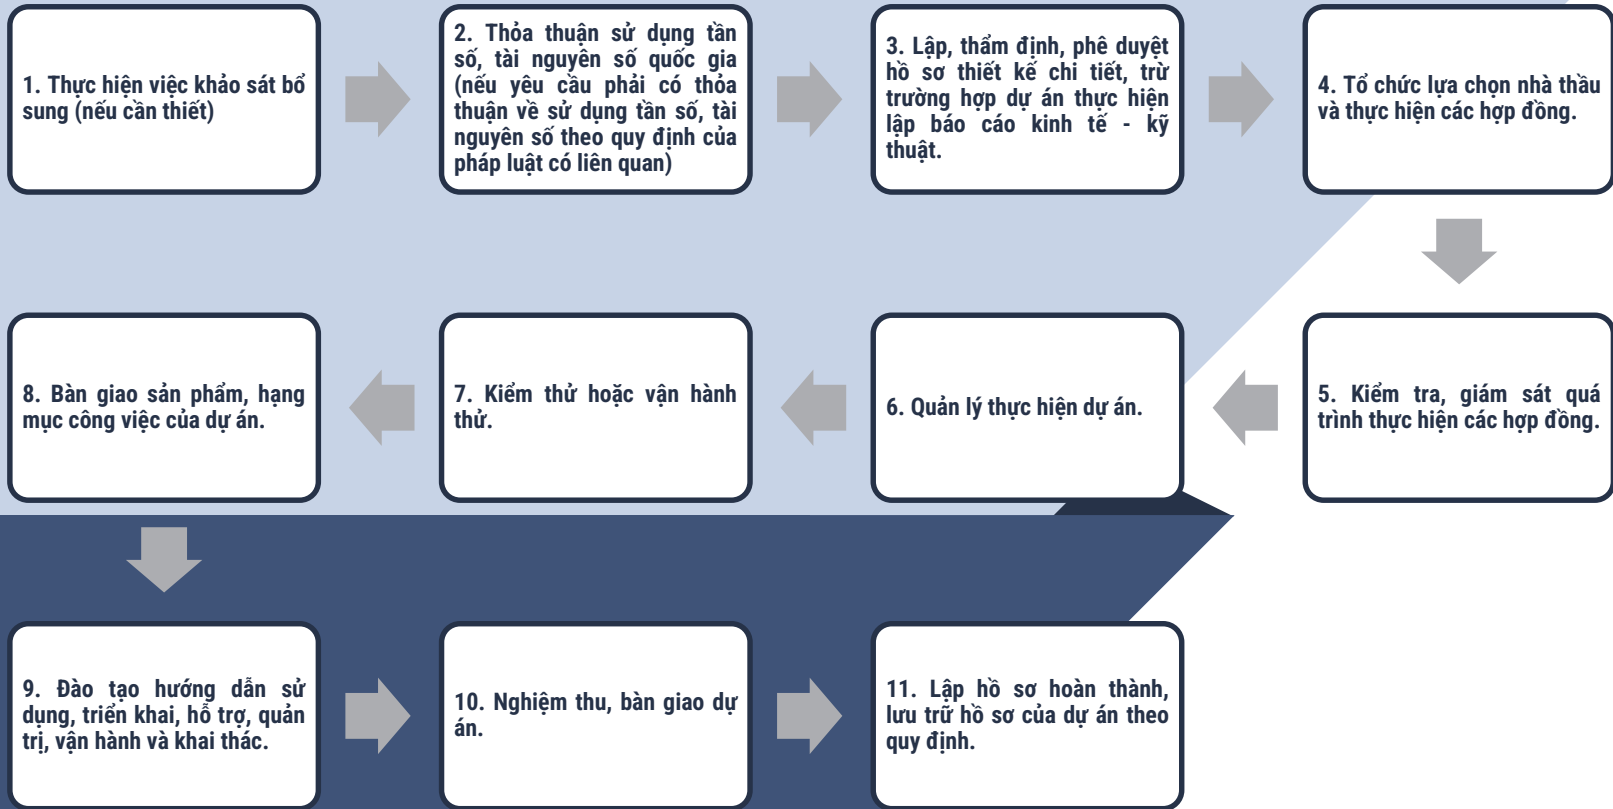 1. Thực hiện việc khảo sát bổ
sung (nếu cần thiết)
2. Thỏa thuận sử dụng tần
số, tài nguyên số quốc gia
(nếu yêu cầu phải có thỏa
thuận về sử dụng tần số, tài
nguyên số theo quy định của
pháp luật có liên quan)
3. Lập, thẩm định, phê duyệt
hồ sơ thiết kế chi tiết, trừ
trường hợp dự án thực hiện
lập báo cáo kinh tế - kỹ
thuật.
4. Tổ chức lựa chọn nhà thầu
và thực hiện các hợp đồng.
5. Kiểm tra, giám sát quá
trình thực hiện các hợp đồng.
6. Quản lý thực hiện dự án.
7. Kiểm thử hoặc vận hành
thử.
8. Bàn giao sản phẩm, hạng
mục công việc của dự án.
9. Đào tạo hướng dẫn sử
dụng, triển khai, hỗ trợ, quản
trị, vận hành và khai thác.
10. Nghiệm thu, bàn giao dự
án.
11. Lập hồ sơ hoàn thành,
lưu trữ hồ sơ của dự án theo
quy định.